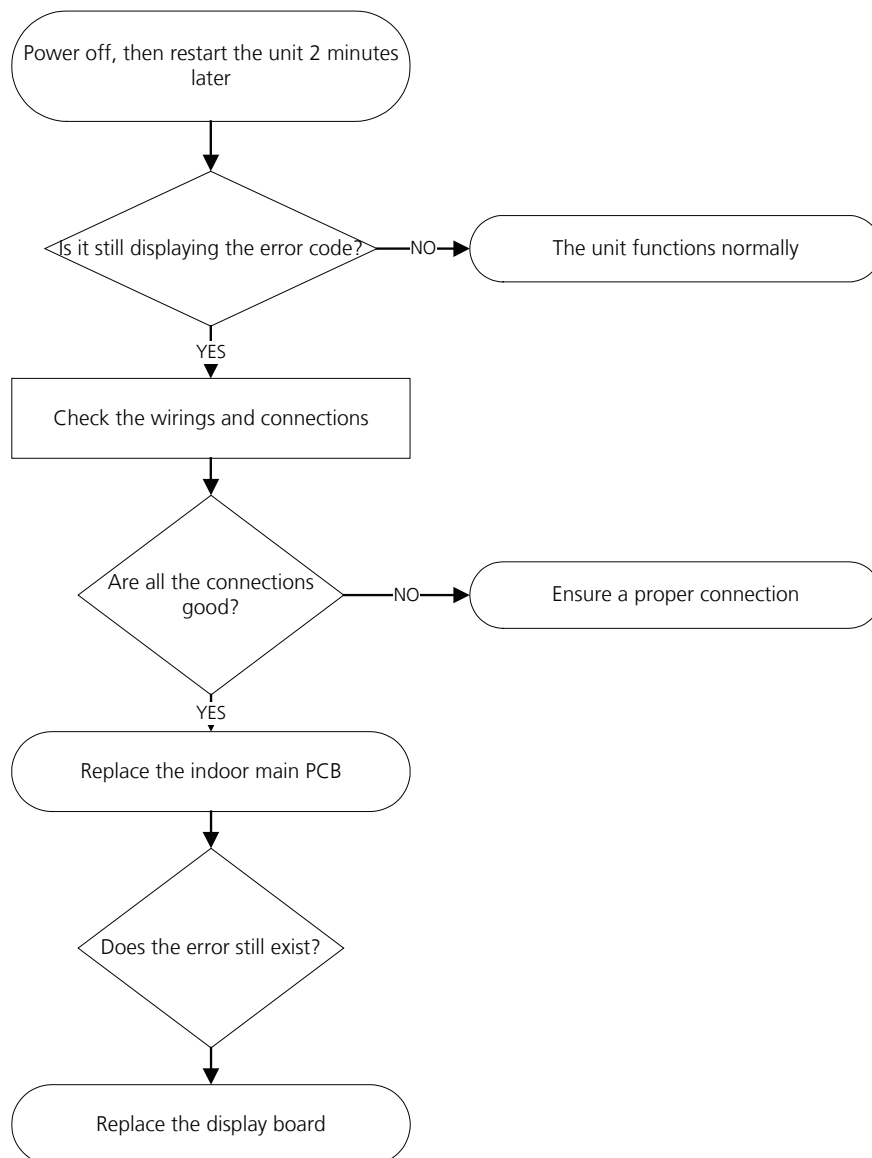 Power off, then restart the unit 2 minutes
later
Is it still displaying the error code?
NO
The unit functions normally
YES
Check the wirings and connections
Are all the connections
good?
NO
Ensure a proper connection
YES
Replace the indoor main PCB
Does the error still exist?
Replace the display board